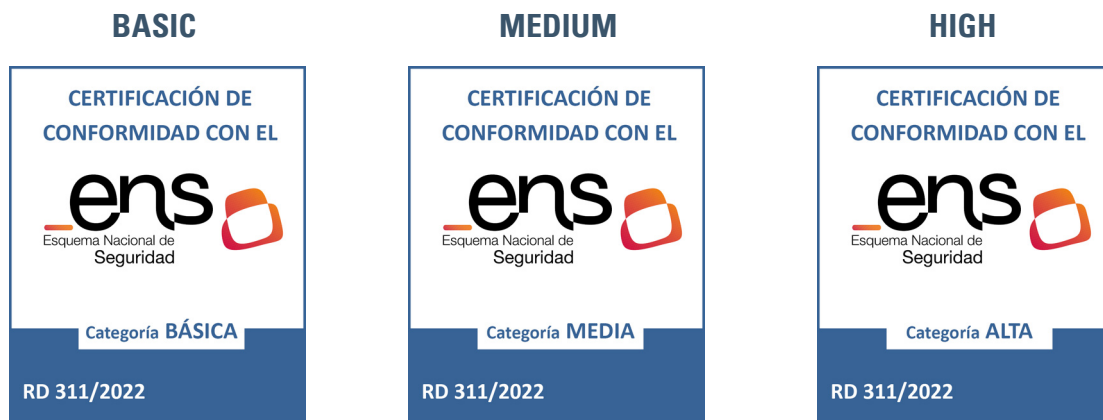 BASIC
CERTIFICACIÓN DE
CONFORMIDAD CON EL
ens
Esquema Nacional de
Seguridad
Categoría BÁSICA
RD 311/2022
MEDIUM
CERTIFICACIÓN DE
CONFORMIDAD CON EL
ens
Esquema Nacional de
Seguridad
Categoría MEDIA
RD 311/2022
HIGH
CERTIFICACIÓN DE
CONFORMIDAD CON EL
ens
Esquema Nacional de
Seguridad
Categoría ALTA
RD 311/2022